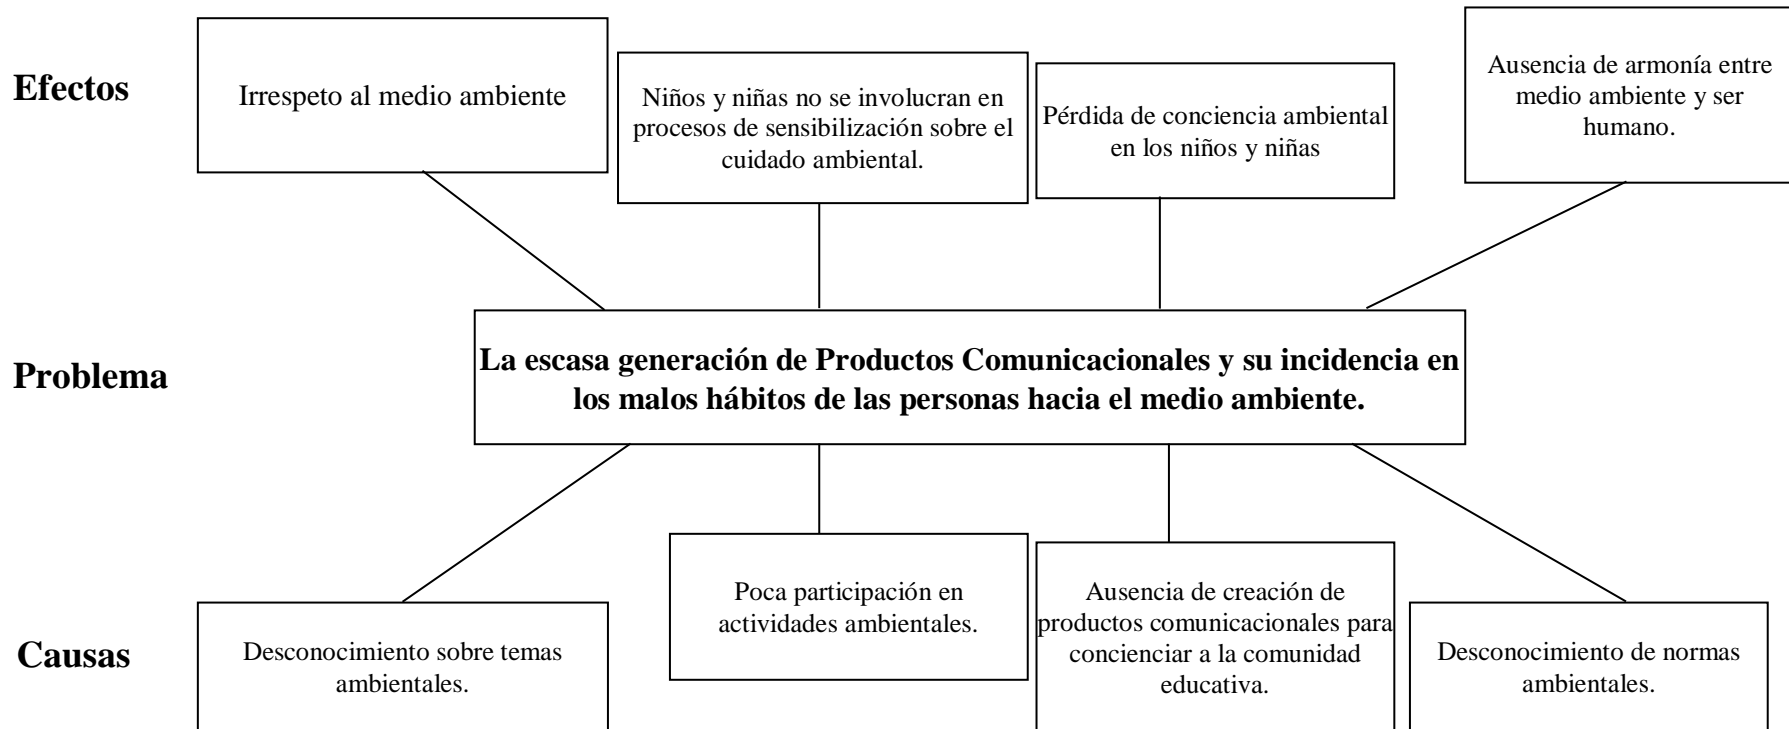 Efectos
Irrespeto al medio ambiente
Niños y niñas no se involucran en
procesos de sensibilización sobre el
cuidado ambiental.
Pérdida de conciencia ambiental
en los niños y niñas
Ausencia de armonía entre
medio ambiente y ser
humano.
Problema
La escasa generación de Productos Comunicacionales y su incidencia en
los malos hábitos de las personas hacia el medio ambiente.
Causas
Desconocimiento sobre temas
ambientales.
Poca participación en
actividades ambientales.
Ausencia de creación de
productos comunicacionales para
concienciar a la comunidad
educativa.
Desconocimiento de normas
ambientales.